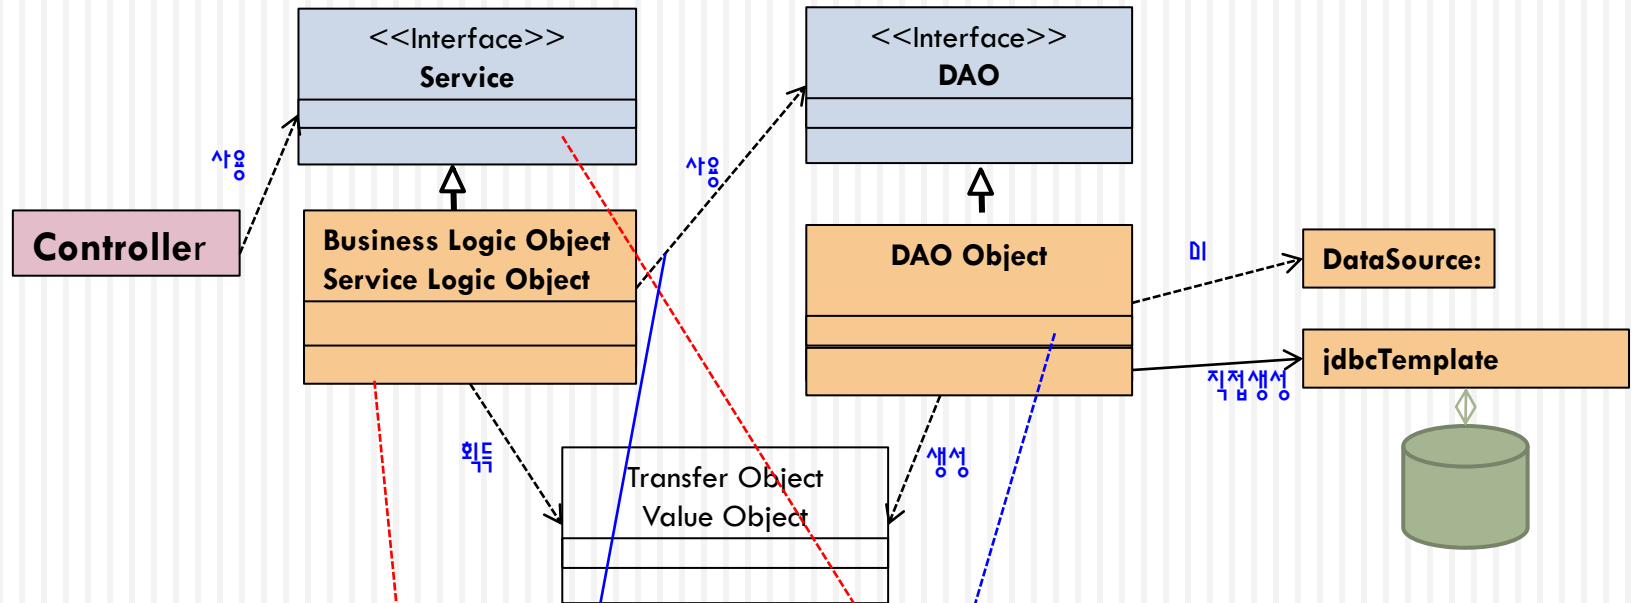 <<Interface>>
Service
<<Interface>>
DAO
사용
사용
Controller
Business Logic Object
Service Logic Object
DAO Object
미
DataSource:
jdbcTemplate
직접생성
획득
생성
Transfer Object
Value Object